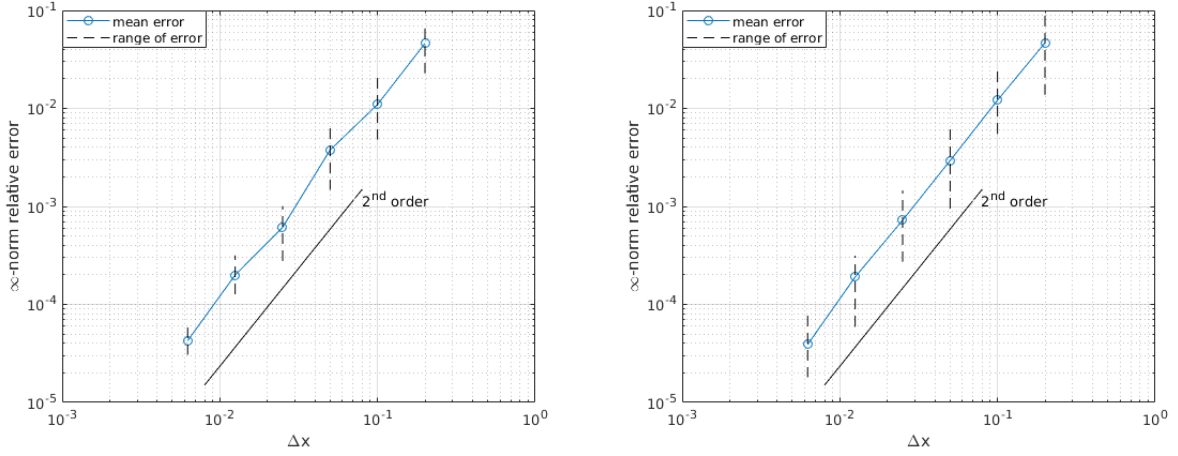 10^-1
mean error
range of error
10^-2
10^-3
10^-4
10^-5
∞-norm relative error
2^nd order
10^-3
10^-2
10^-1
10^0
Δx
10^-1
mean error
range of error
10^-2
10^-3
10^-4
10^-5
∞-norm relative error
2^nd order
10^-3
10^-2
10^-1
10^0
Δx